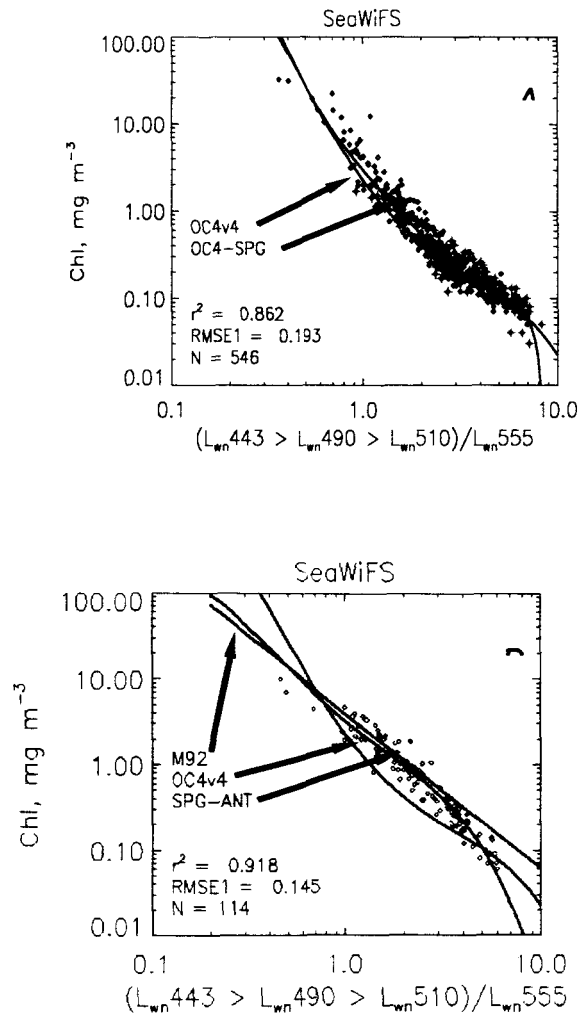 SeaWiFS
100.00
10.00
1.00
0.10
0.01
Chl, mg m⁻³
OC4v4
OC4-SPG
r² = 0.862
RMSE1 = 0.193
N = 546
0.1 1.0 10.0
(Lwn443 > Lwn490 > Lwn510)/Lwn555
SeaWiFS
100.00
10.00
1.00
0.10
0.01
Chl, mg m⁻³
M92
OC4v4
SPG-ANT
r² = 0.918
RMSE1 = 0.145
N = 114
0.1 1.0 10.0
(Lwn443 > Lwn490 > Lwn510)/Lwn555